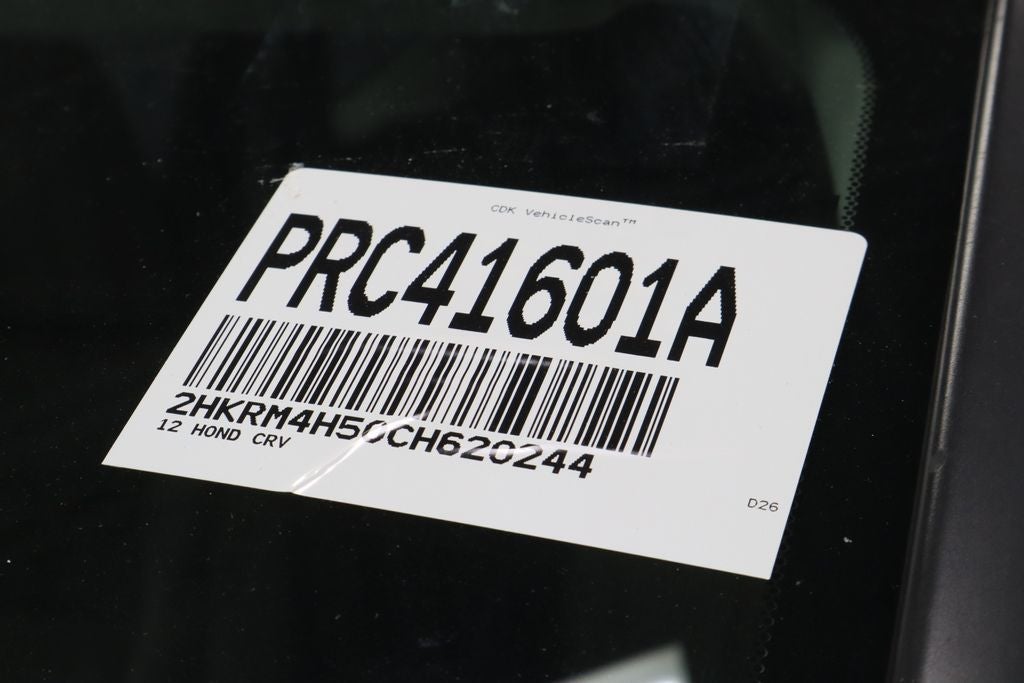 CDK VehicleScan™
PRC41601A
2HKRM4H50CH620244
12 HOND CRV
D26